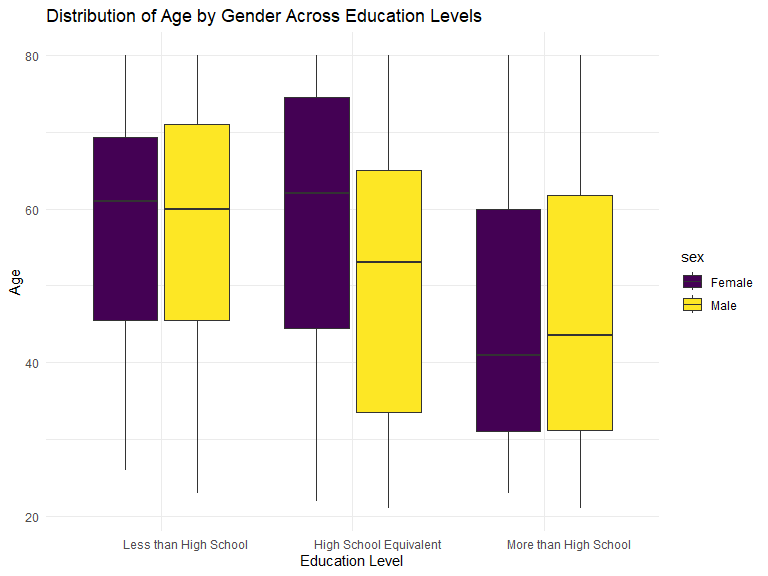 Distribution of Age by Gender Across Education Levels
80
60
40
20
Age
Less than High School
High School Equivalent
More than High School
Education Level
sex
Female
Male